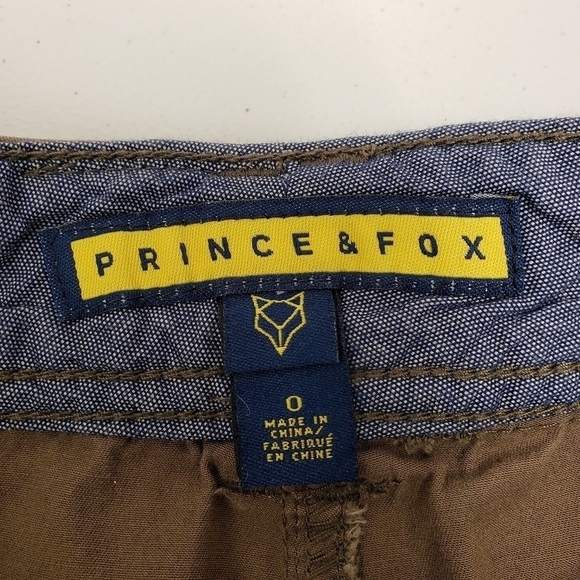 PRINCE & FOX
0
MADE IN
CHINA/
FABRIQUÉ
EN CHINE